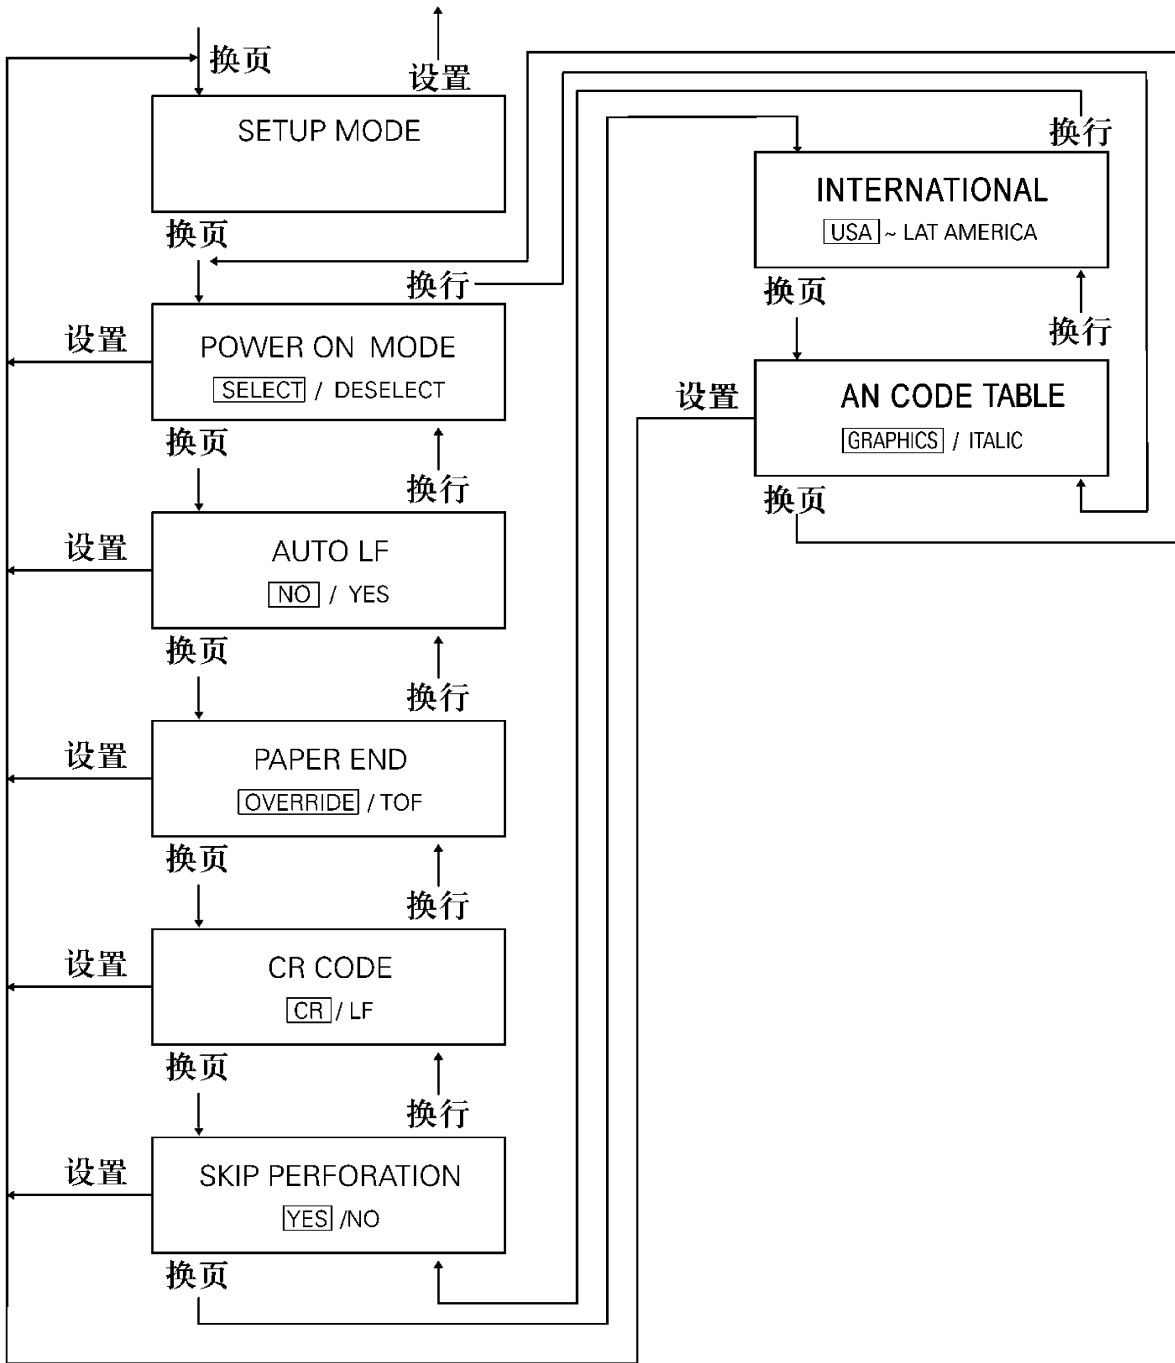 换页
设置
SETUP MODE
换页
换行
设置
POWER ON MODE
SELECT / DESELECT
换页
换行
设置
AUTO LF
NO / YES
换页
换行
设置
PAPER END
OVERRIDE / TOF
换页
换行
设置
CR CODE
CR / LF
换页
换行
设置
SKIP PERFORATION
YES /NO
换页
换行
INTERNATIONAL
USA ~ LAT AMERICA
换页
换行
设置
AN CODE TABLE
GRAPHICS / ITALIC
换页